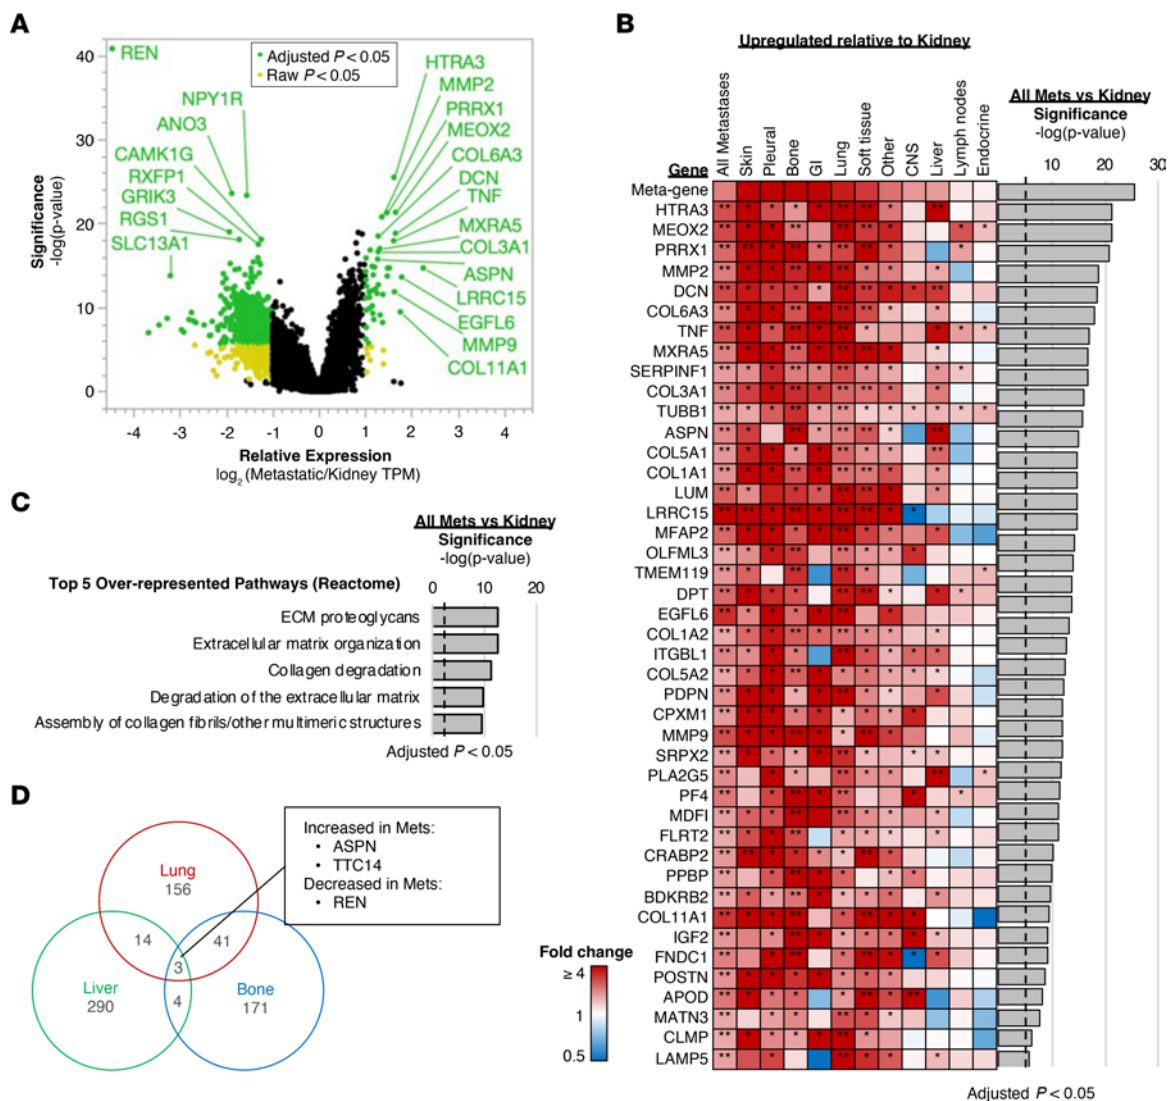 A
40
30
20
10
0
Significance
-log(p-value)
REN
Adjusted P < 0.05
Raw P < 0.05
NPY1R
ANO3
CAMK1G
RXFP1
GRIK3
RGS1
SLC13A1
HTRA3
MMP2
PRRX1
MEOX2
COL6A3
DCN
TNF
MXRA5
COL3A1
ASPN
LRRC15
EGFL6
MMP9
COL11A1
-4 -3 -2 -1 0 1 2 3 4
Relative Expression
log2 (Metastatic/Kidney TPM)
B
Upregulated relative to Kidney
Gene
All Metastases
Skin
Pleural
Bone
GI
Lung
Soft tissue
Other
CNS
Liver
Lymph nodes
Endocrine
All Mets vs Kidney
Significance
-log(p-value)
10 20 30
Meta-gene
HTRA3
MEOX2
PRRX1
MMP2
DCN
COL6A3
TNF
MXRA5
SERPINF1
COL3A1
TUBB1
ASPN
COL5A1
COL1A1
LUM
LRRC15
MFAP2
OLFML3
TMEM119
DPT
EGFL6
COL1A2
ITGBL1
COL5A2
PDPN
CPXM1
MMP9
SRPX2
PLA2G5
PF4
MDFI
FLRT2
CRABP2
PPBP
BDKRB2
COL11A1
IGF2
FNDC1
POSTN
APOD
MATN3
CLMP
LAMP5
Adjusted P < 0.05
Fold change
≥ 4
1
0.5
C
All Mets vs Kidney
Significance
-log(p-value)
Top 5 Over-represented Pathways (Reactome)
0 10 20
ECM proteoglycans
Extracellular matrix organization
Collagen degradation
Degradation of the extracellular matrix
Assembly of collagen fibrils/other multimeric structures
Adjusted P < 0.05
D
Lung
156
14
41
3
Liver
290
4
Bone
171
Increased in Mets:
• ASPN
• TTC14
Decreased in Mets:
• REN